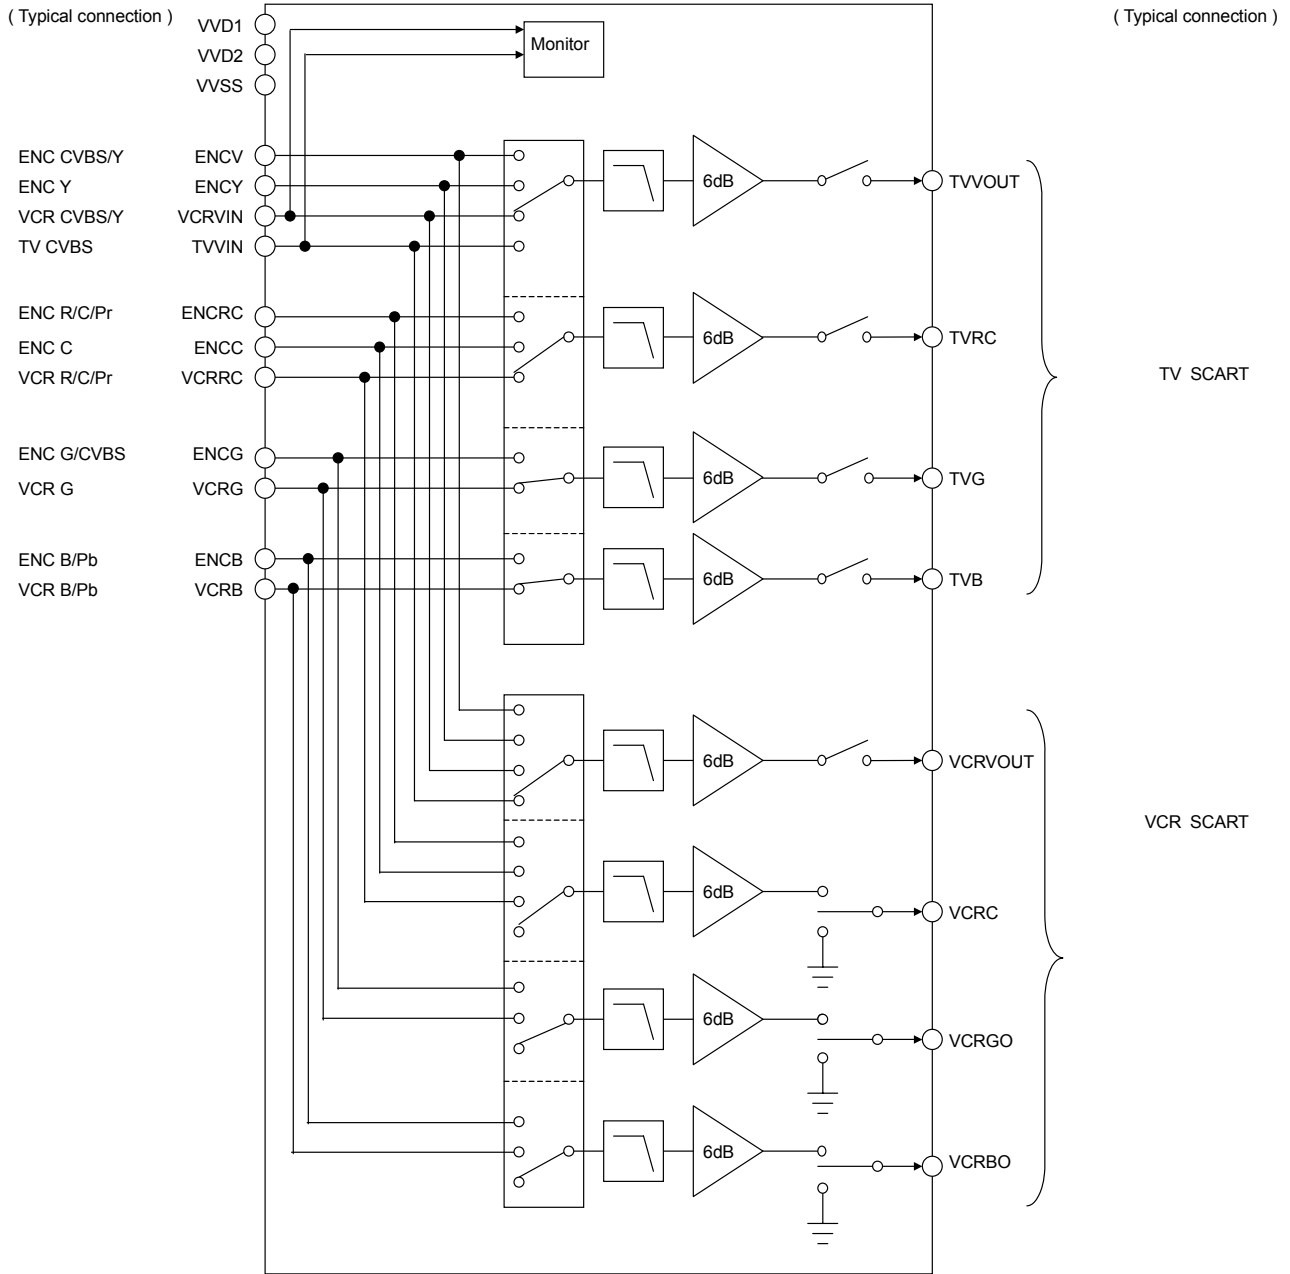 ( Typical connection )
( Typical connection )
VVD1
VVD2
VVSS
Monitor
ENC CVBS/Y ENCV
ENC Y ENCY
VCR CVBS/Y VCRVIN
TV CVBS TVVIN
6dB TVVOUT
ENC R/C/Pr ENCRC
ENC C ENCC
VCR R/C/Pr VCRRC
6dB TVRC
TV SCART
ENC G/CVBS ENCG
VCR G VCRG
6dB TVG
ENC B/Pb ENCB
VCR B/Pb VCRB
6dB TVB
6dB VCRVOUT
VCR SCART
6dB VCRC
6dB VCRGO
6dB VCRBO